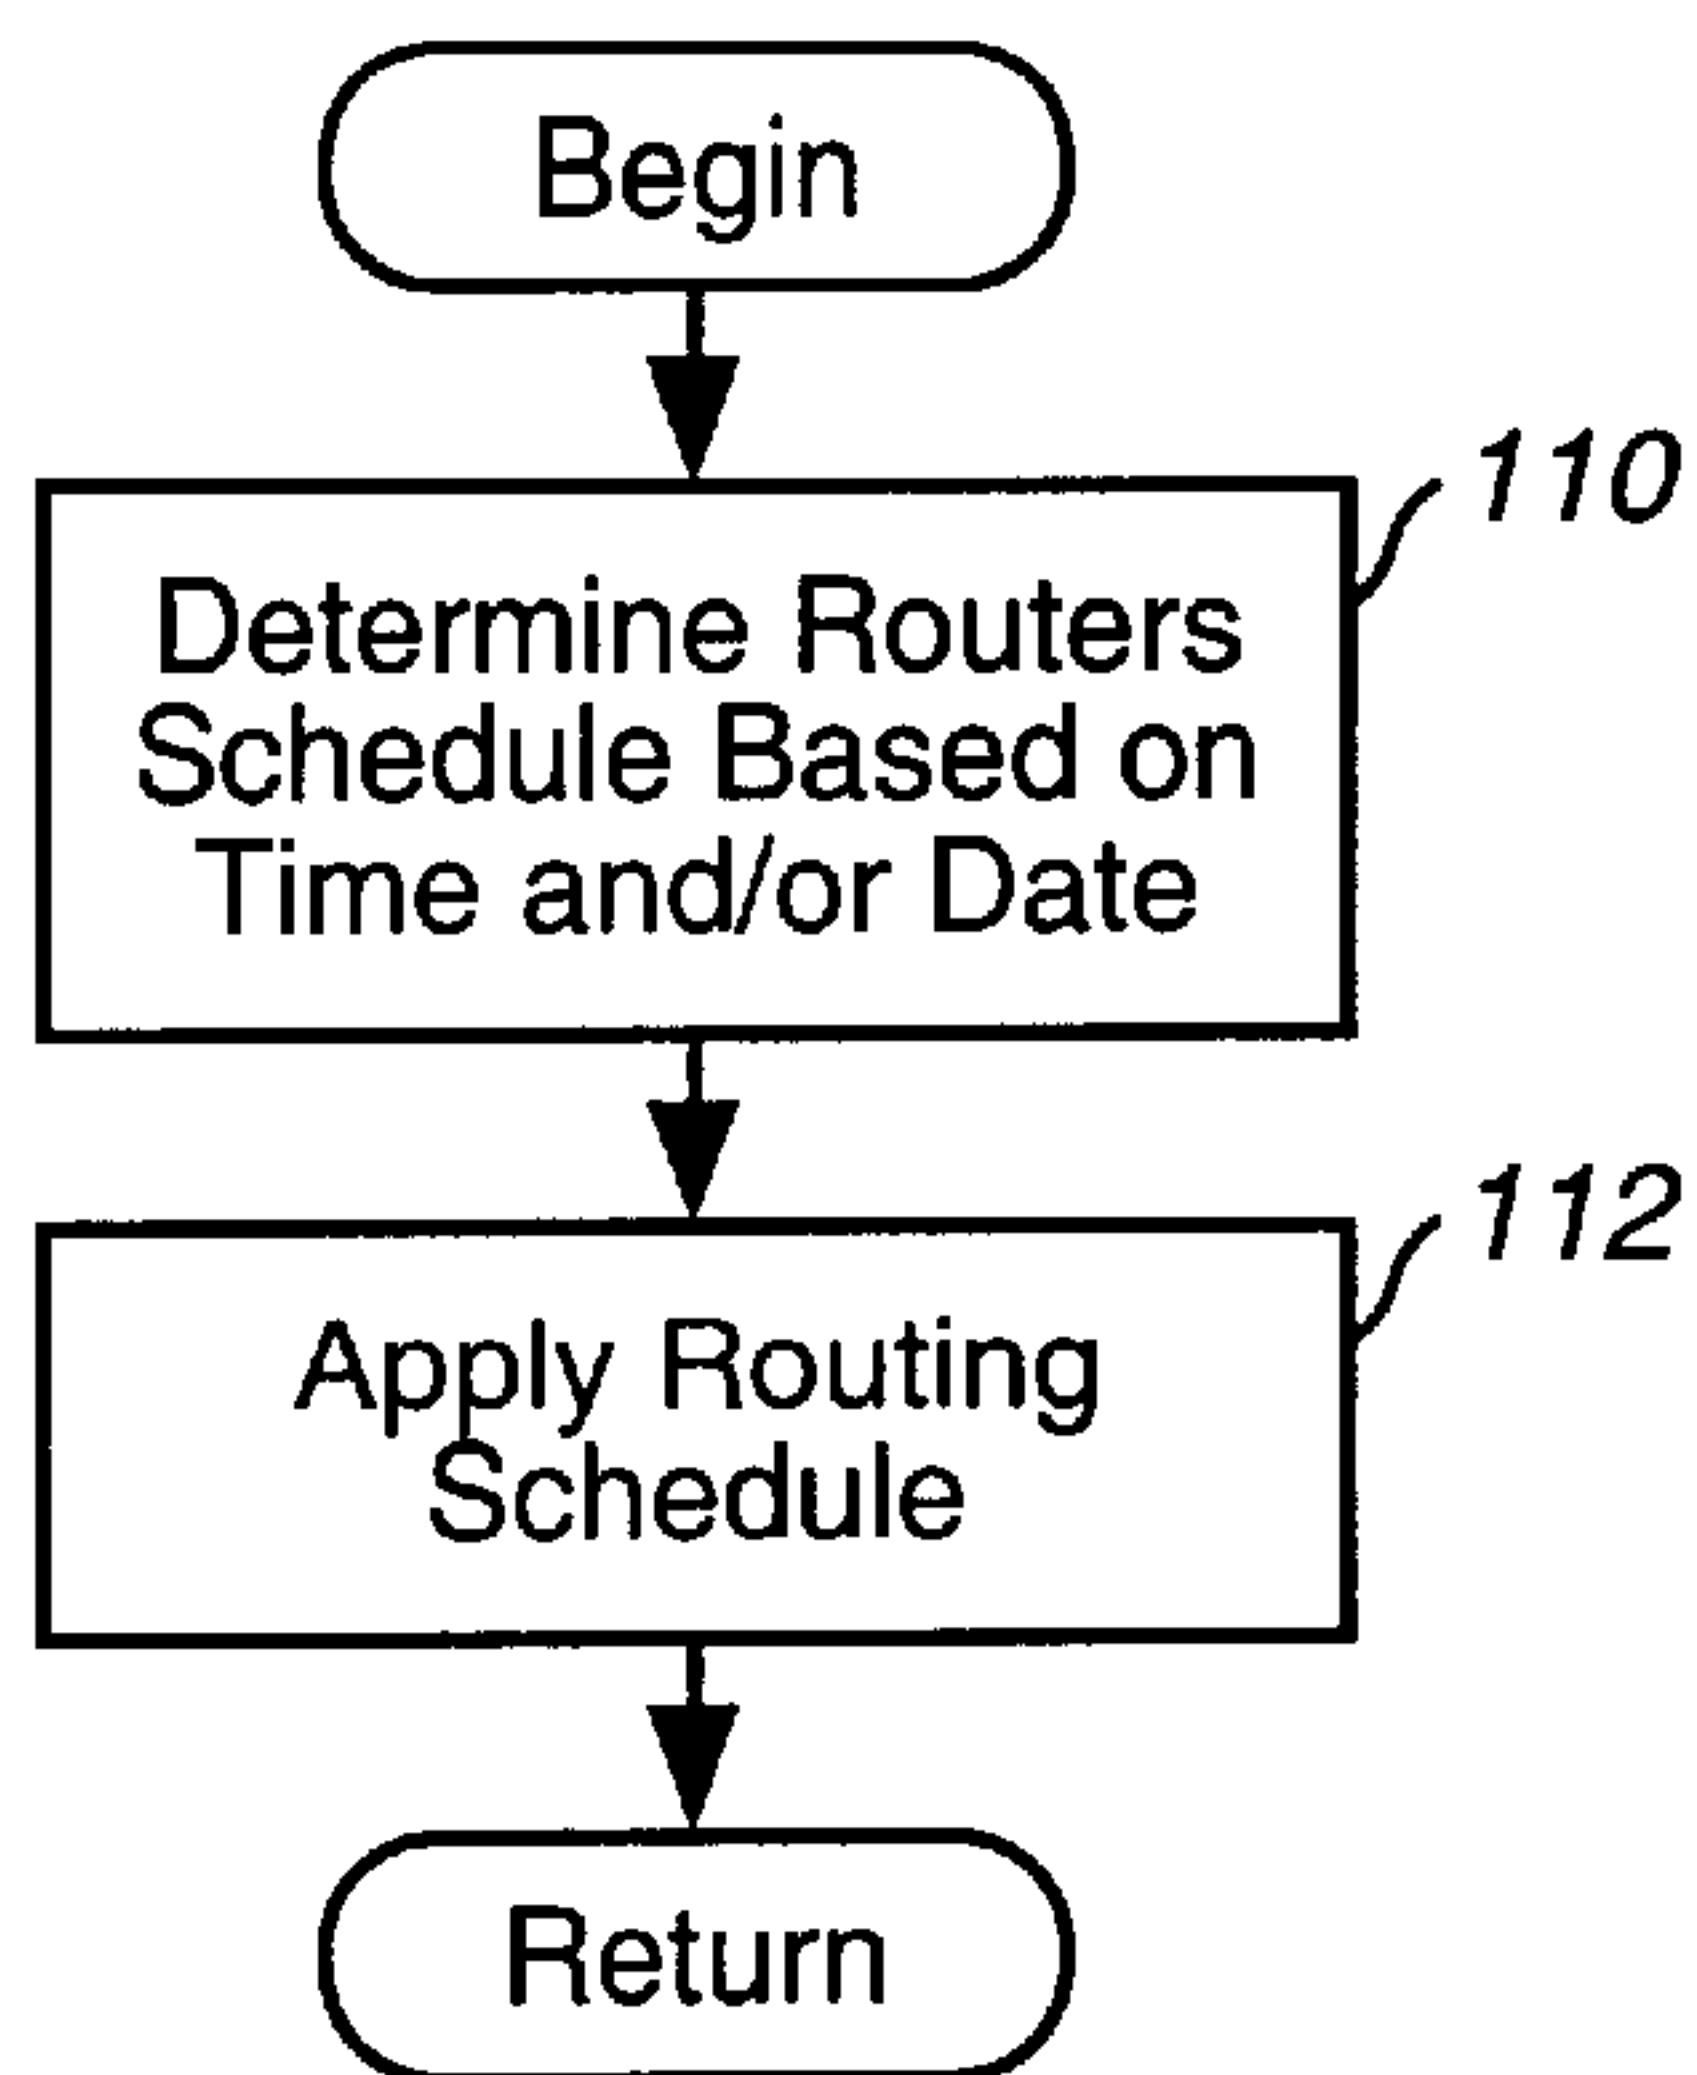 Begin
110
Determine Routers
Schedule Based on
Time and/or Date
112
Apply Routing
Schedule
Return